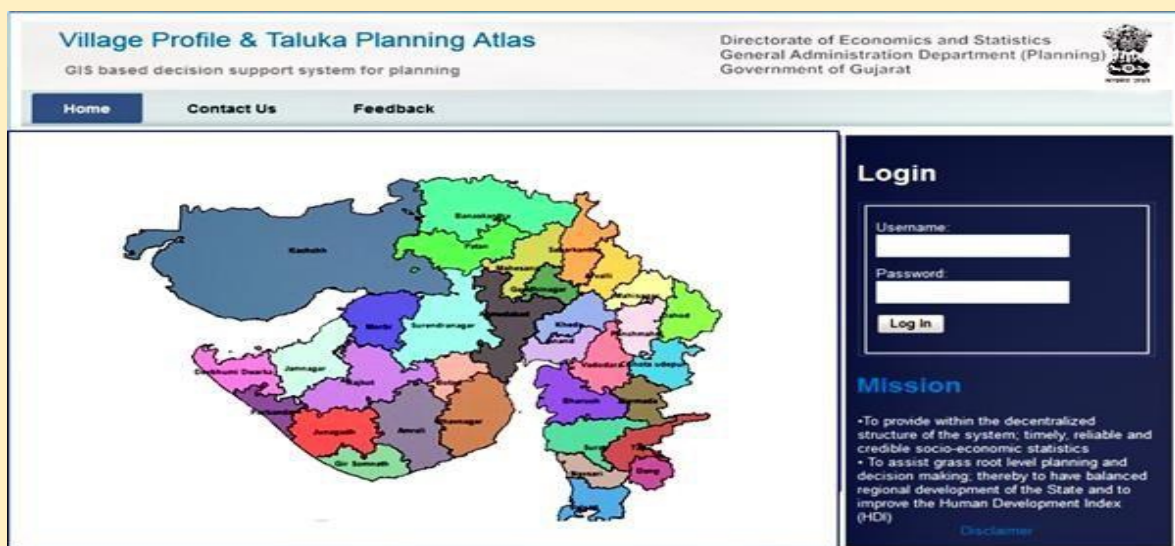 Village Profile & Taluka Planning Atlas
GIS based decision support system for planning
Directorate of Economics and Statistics
General Administration Department (Planning)
Government of Gujarat
Home
Contact Us
Feedback
Banaskantha
Kachchh
Patan
Mahesana
Sabarkantha
Gandhinagar
Mahisagar
Morbi
Surendranagar
Ahmedabad
Kheda
Dahod
Panchmahal
Anand
Devbhumi Dwarka
Jamnagar
Rajkot
Botad
Vadodara
Chhota udepur
Porbandar
Junagadh
Amreli
Bhavnagar
Bharuch
Narmada
Gir Somnath
Surat
Navsari
Dang
Login
Username:
Password:
Log In
Mission
•To provide within the decentralized
structure of the system; timely, reliable and
credible socio-economic statistics
• To assist grass root level planning and
decision making; thereby to have balanced
regional development of the State and to
improve the Human Development Index
(HDI)
Disclaimer